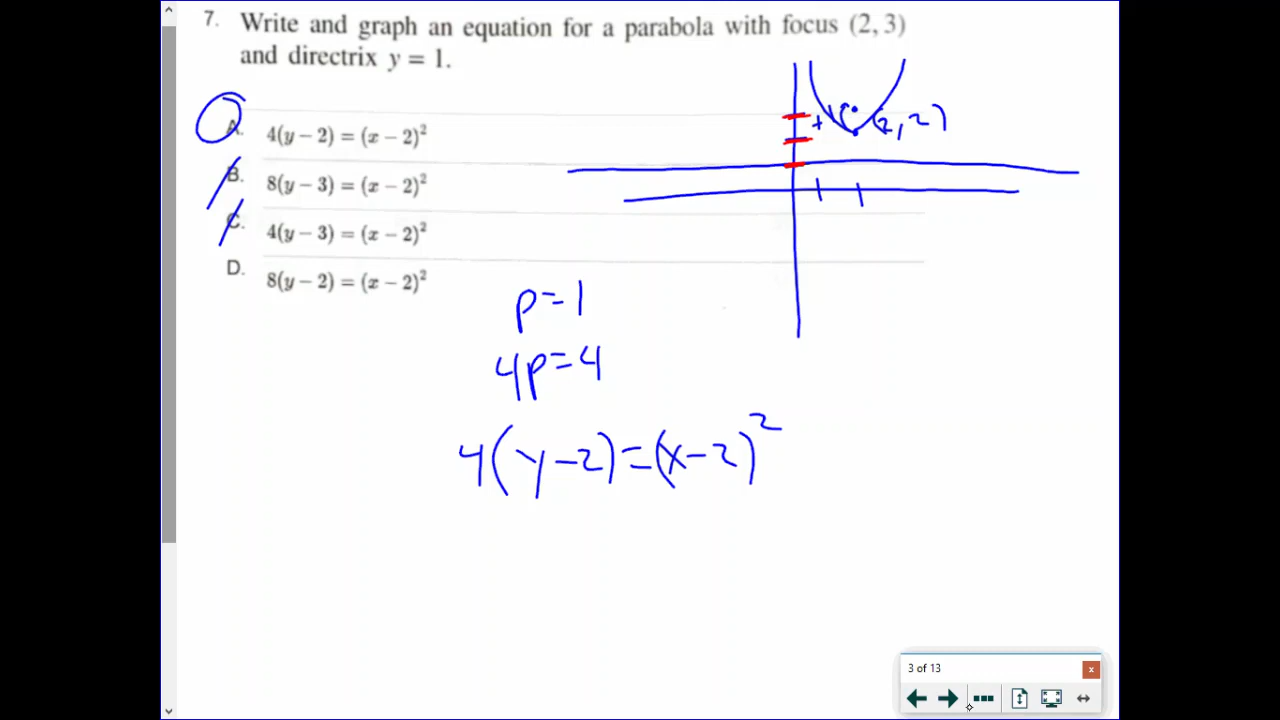 7. Write and graph an equation for a parabola with focus (2, 3)
and directrix y = 1.
A. 4(y − 2) = (x − 2)²
B. 8(y − 3) = (x − 2)²
C. 4(y − 3) = (x − 2)²
D. 8(y − 2) = (x − 2)²
(2, 2)
p=1
4p=4
4(y-2)=(x-2)²
3 of 13